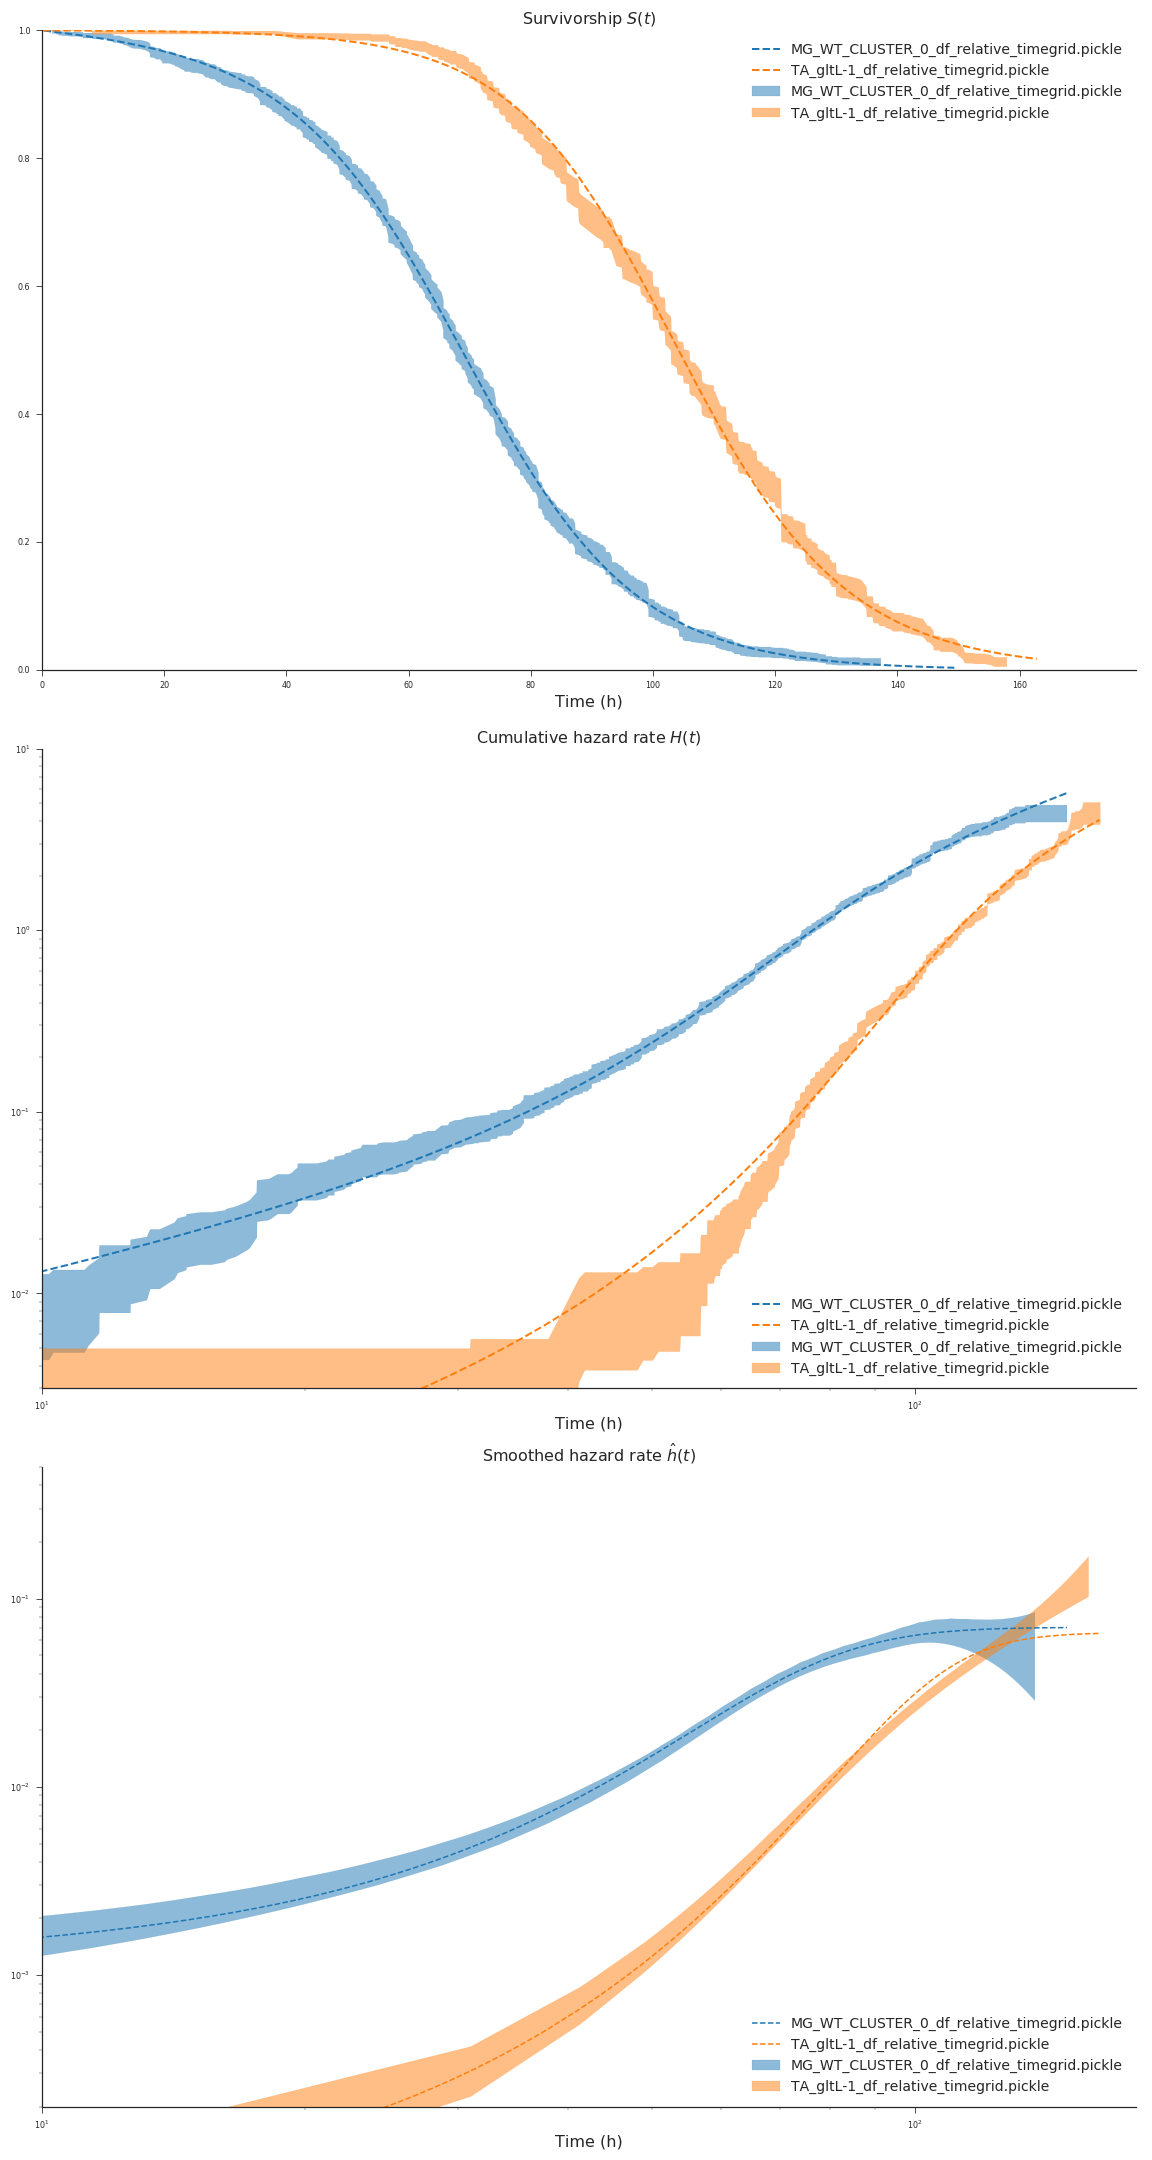 Survivorship S(t)
1.0
0.8
0.6
0.4
0.2
0.0
MG_WT_CLUSTER_0_df_relative_timegrid.pickle
TA_gltL-1_df_relative_timegrid.pickle
MG_WT_CLUSTER_0_df_relative_timegrid.pickle
TA_gltL-1_df_relative_timegrid.pickle
0 20 40 60 80 100 120 140 160
Time (h)
Cumulative hazard rate H(t)
10¹
10⁰
10⁻¹
10⁻²
MG_WT_CLUSTER_0_df_relative_timegrid.pickle
TA_gltL-1_df_relative_timegrid.pickle
MG_WT_CLUSTER_0_df_relative_timegrid.pickle
TA_gltL-1_df_relative_timegrid.pickle
10¹ 10²
Time (h)
Smoothed hazard rate ĥ(t)
10⁻¹
10⁻²
10⁻³
MG_WT_CLUSTER_0_df_relative_timegrid.pickle
TA_gltL-1_df_relative_timegrid.pickle
MG_WT_CLUSTER_0_df_relative_timegrid.pickle
TA_gltL-1_df_relative_timegrid.pickle
10¹ 10²
Time (h)